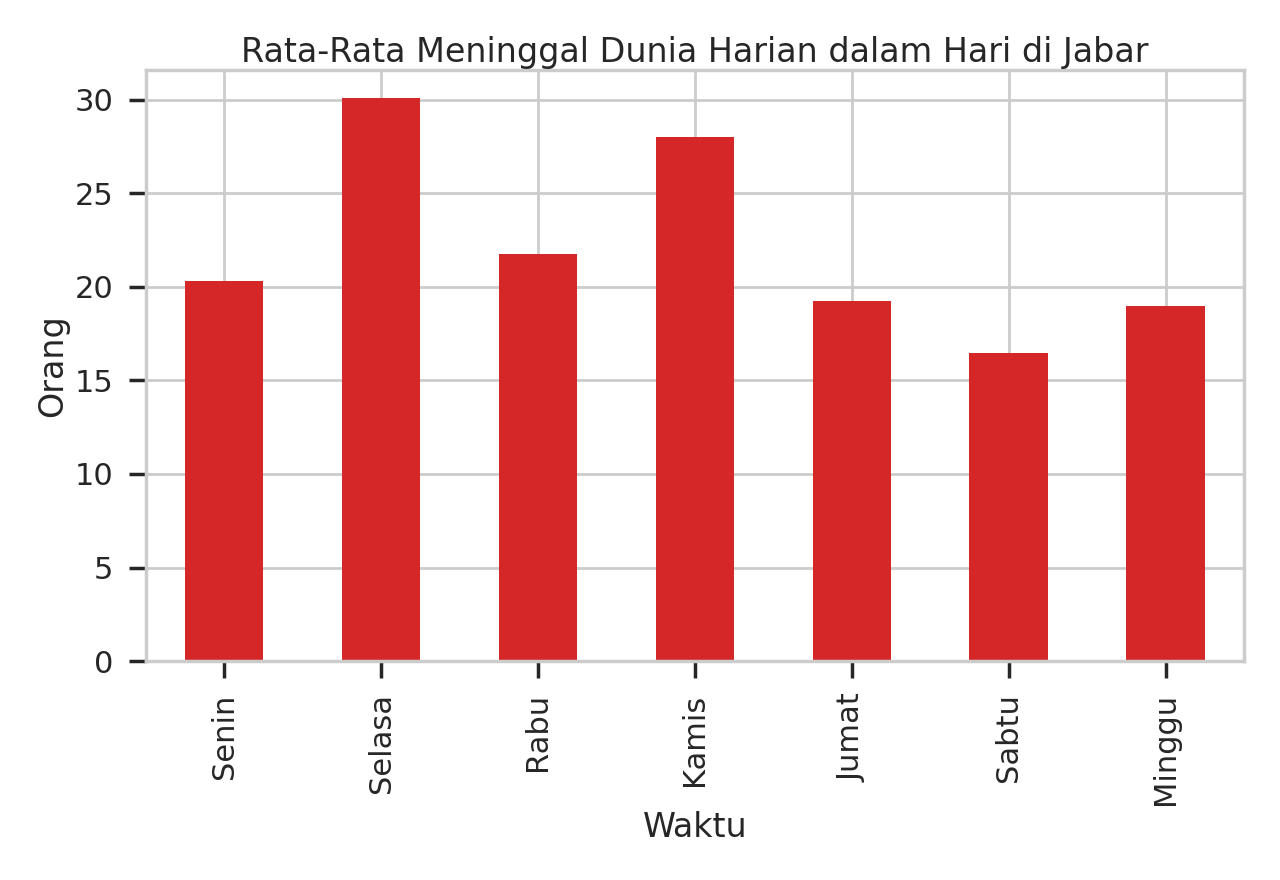 Rata-Rata Meninggal Dunia Harian dalam Hari di Jabar
Orang
30
25
20
15
10
5
0
Senin
Selasa
Rabu
Kamis
Jumat
Sabtu
Minggu
Waktu